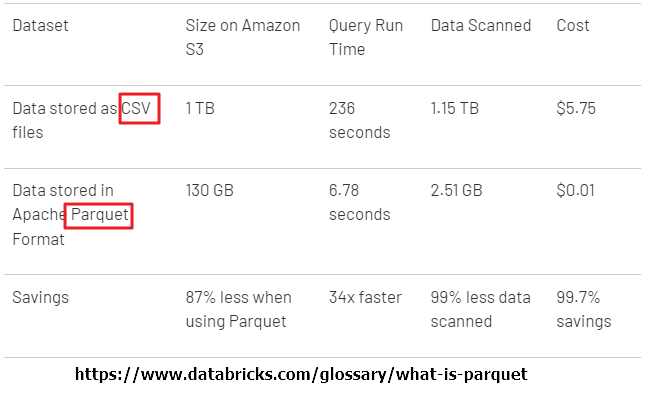 Dataset Size on Amazon S3 Query Run Time Data Scanned Cost
Data stored as CSV files 1 TB 236 seconds 1.15 TB $5.75
Data stored in Apache Parquet Format 130 GB 6.78 seconds 2.51 GB $0.01
Savings 87% less when using Parquet 34x faster 99% less data scanned 99.7% savings
https://www.databricks.com/glossary/what-is-parquet